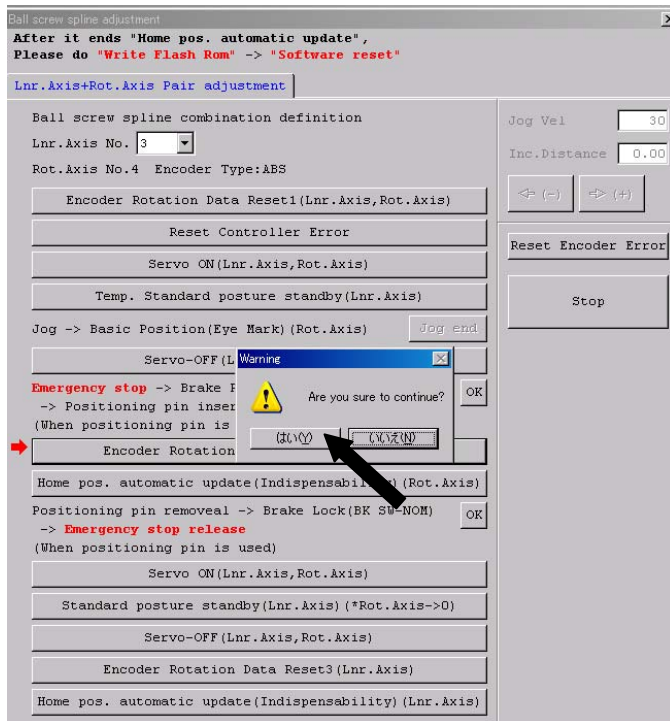 Ball screw spline adjustment
After it ends "Home pos. automatic update",
Please do "Write Flash Rom" -> "Software reset"
Lnr.Axis+Rot.Axis Pair adjustment
Ball screw spline combination definition
Lnr.Axis No. 3
Rot.Axis No.4 Encoder Type:ABS
Encoder Rotation Data Reset1(Lnr.Axis,Rot.Axis)
Reset Controller Error
Servo ON(Lnr.Axis,Rot.Axis)
Temp. Standard posture standby(Lnr.Axis)
Jog -> Basic Position(Eye Mark)(Rot.Axis) Jog end
Servo-OFF(L
Emergency stop -> Brake OK
-> Positioning pin inser
(When positioning pin is
Encoder Rotation
Home pos. automatic update(Indispensability)(Rot.Axis)
Positioning pin removeal -> Brake Lock(BK SW-NOM) OK
-> Emergency stop release
(When positioning pin is used)
Servo ON(Lnr.Axis,Rot.Axis)
Standard posture standby(Lnr.Axis)(*Rot.Axis->0)
Servo-OFF(Lnr.Axis,Rot.Axis)
Encoder Rotation Data Reset3(Lnr.Axis)
Home pos. automatic update(Indispensability)(Lnr.Axis)
Warning
Are you sure to continue?
はい(Y) いいえ(N)
Jog Vel 30
Inc.Distance 0.00
(-) (+)
Reset Encoder Error
Stop